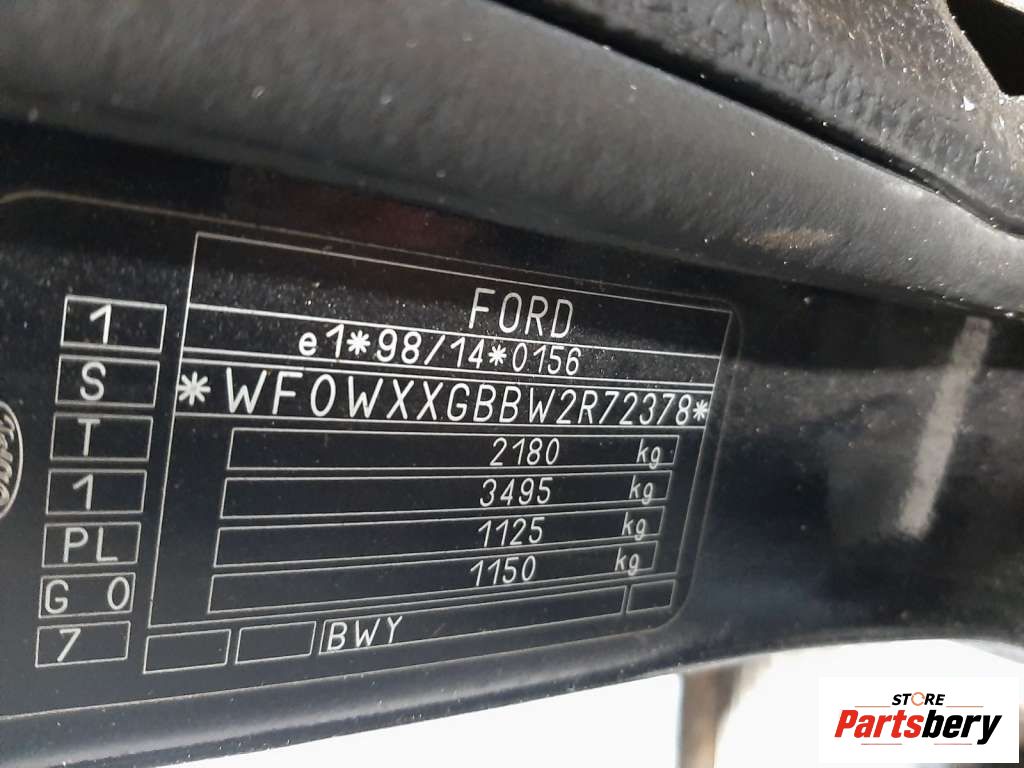 FORD
e1*98/14*0156
*WF0WXXGBBW2R72378*
2180 kg
3495 kg
1125 kg
1150 kg
BWY
1
S
T
1
PL
G 0
7
STORE
Partsbery